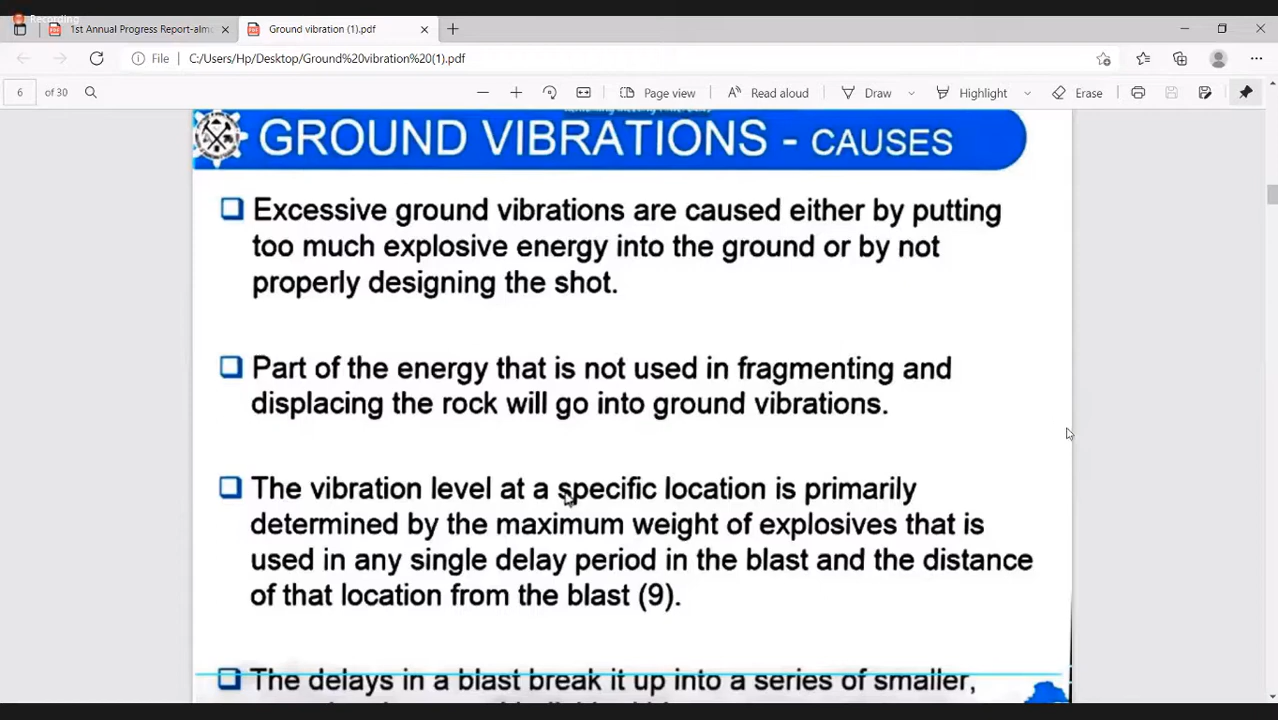 Recording
1st Annual Progress Report-almo
Ground vibration (1).pdf
File
C:/Users/Hp/Desktop/Ground%20vibration%20(1).pdf
6 of 30
Page view
Read aloud
Draw
Highlight
Erase
GROUND VIBRATIONS - CAUSES
Excessive ground vibrations are caused either by putting
too much explosive energy into the ground or by not
properly designing the shot.
Part of the energy that is not used in fragmenting and
displacing the rock will go into ground vibrations.
The vibration level at a specific location is primarily
determined by the maximum weight of explosives that is
used in any single delay period in the blast and the distance
of that location from the blast (9).
The delays in a blast break it up into a series of smaller,